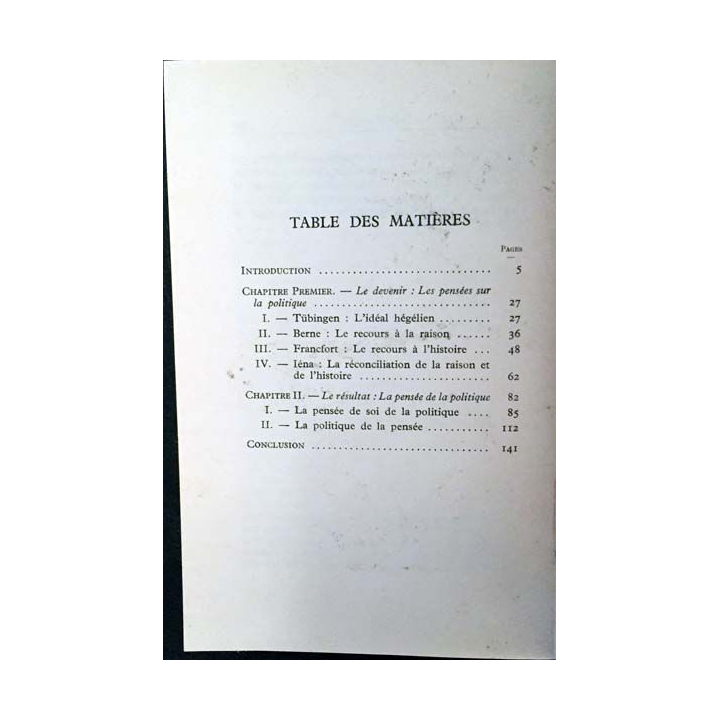 TABLE DES MATIÈRES
PAGES
INTRODUCTION .............................. 5
CHAPITRE PREMIER. — Le devenir : Les pensées sur
la politique .............................. 27
I. — Tübingen : L'idéal hégélien .......... 27
II. — Berne : Le recours à la raison ...... 36
III. — Francfort : Le recours à l'histoire ... 48
IV. — Iéna : La réconciliation de la raison et
de l'histoire ...................... 62
CHAPITRE II. — Le résultat : La pensée de la politique 82
I. — La pensée de soi de la politique .... 85
II. — La politique de la pensée ........... 112
CONCLUSION ................................ 141